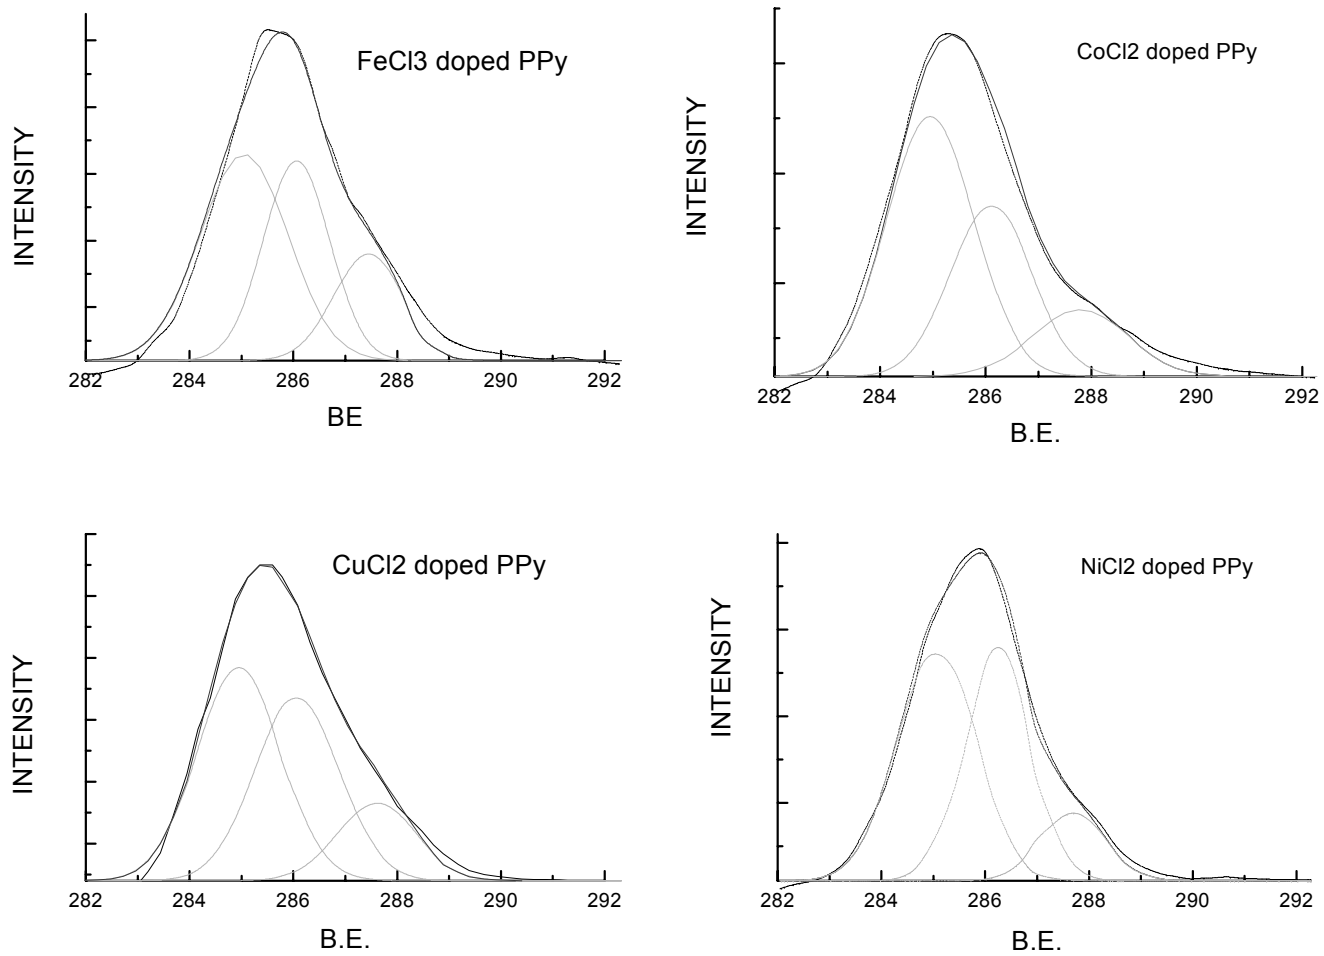 FeCl3 doped PPy
INTENSITY
282 284 286 288 290 292
BE
CoCl2 doped PPy
INTENSITY
282 284 286 288 290 292
B.E.
CuCl2 doped PPy
INTENSITY
282 284 286 288 290 292
B.E.
NiCl2 doped PPy
INTENSITY
282 284 286 288 290 292
B.E.